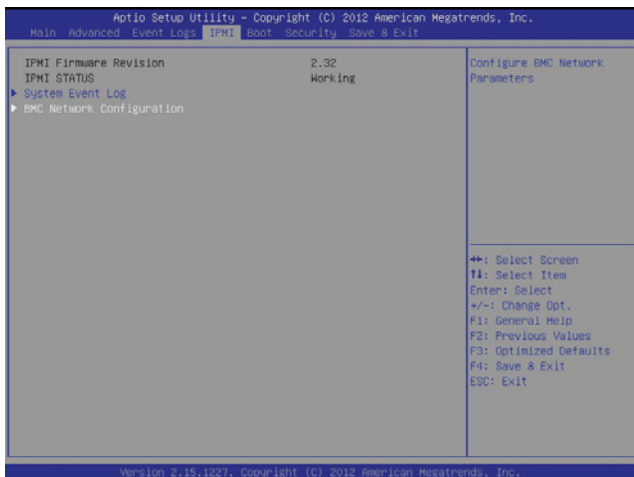 Aptio Setup Utility – Copyright (C) 2012 American Megatrends, Inc.
Main Advanced Event Logs IPMI Boot Security Save & Exit
IPMI Firmware Revision 2.32
IPMI STATUS Working
▶ System Event Log
▶ BMC Network Configuration
Configure BMC Network
Parameters
↔: Select Screen
↑↓: Select Item
Enter: Select
+/-: Change Opt.
F1: General Help
F2: Previous Values
F3: Optimized Defaults
F4: Save & Exit
ESC: Exit
Version 2.15.1227. Copyright (C) 2012 American Megatrends, Inc.